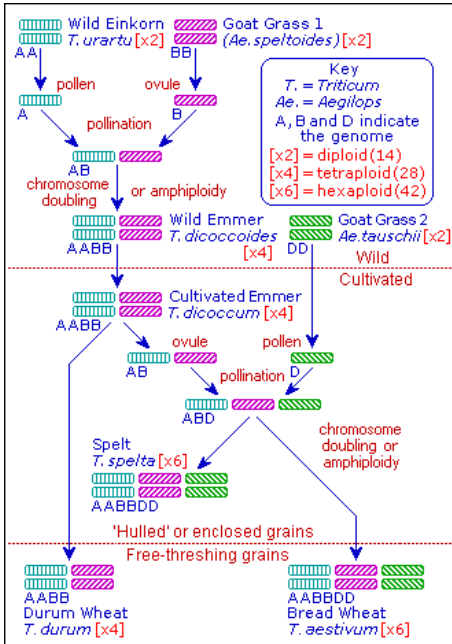 Wild Einkorn
T. urartu [x2]
AA
Goat Grass 1
(Ae. speltoides) [x2]
BB
pollen
ovule
A
B
pollination
AB
chromosome
doubling
or amphiploidy
Key
T. = Triticum
Ae. = Aegilops
A, B and D indicate
the genome
[x2] = diploid (14)
[x4] = tetraploid (28)
[x6] = hexaploid (42)
Wild Emmer
T. dicoccoides
[x4]
AABB
Goat Grass 2
Ae.tauschii [x2]
DD
Wild
Cultivated
Cultivated Emmer
T. dicoccum [x4]
AABB
ovule
pollen
AB
D
pollination
ABD
chromosome
doubling or
amphiploidy
Spelt
T. spelta [x6]
AABBDD
'Hulled' or enclosed grains
Free-threshing grains
AABB
Durum Wheat
T. durum [x4]
AABBDD
Bread Wheat
T. aestivum [x6]